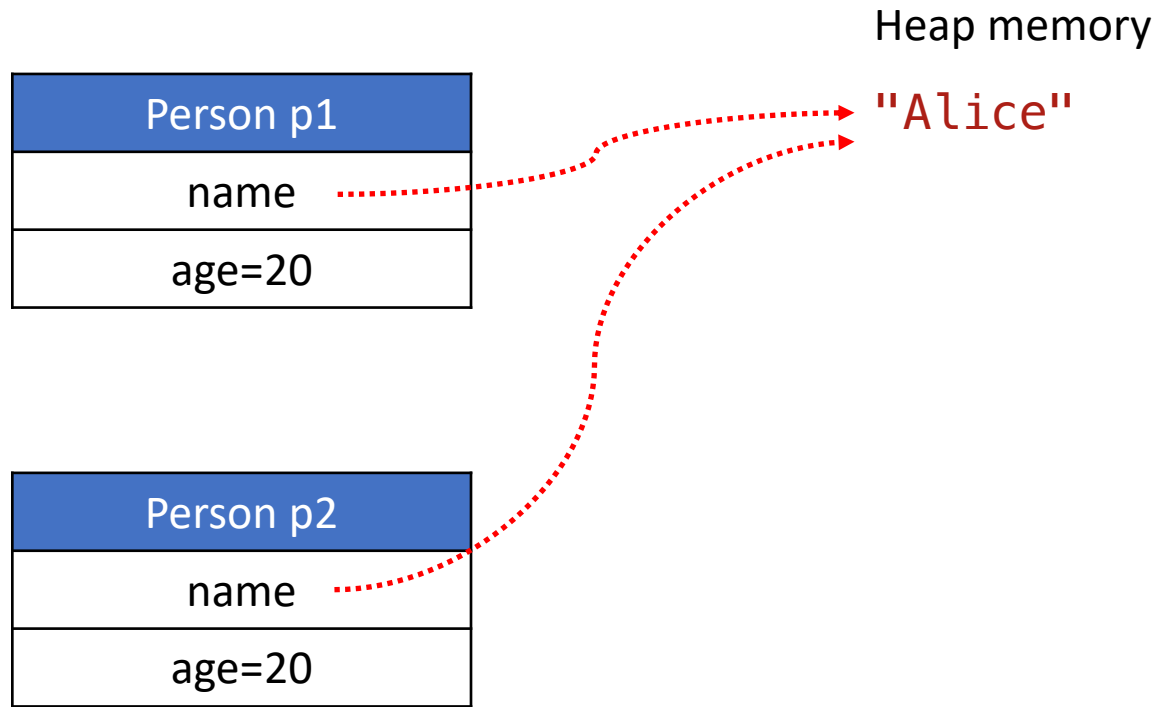 Heap memory
Person p1
"Alice"
name
age=20
Person p2
name
age=20